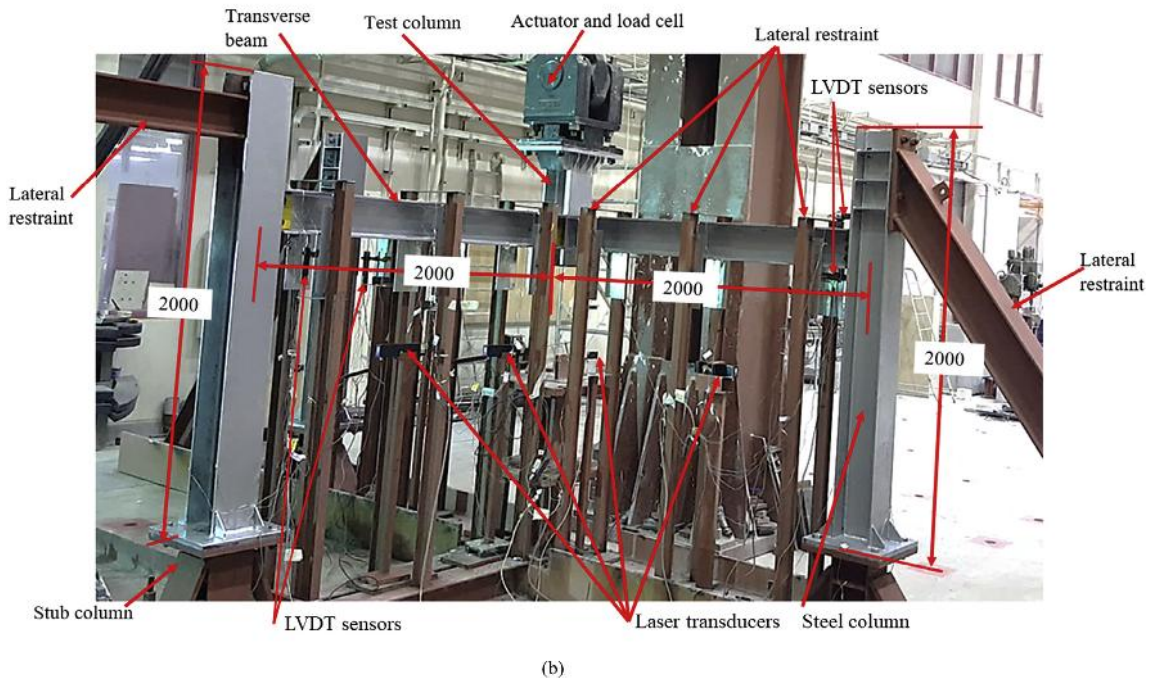 Transverse
beam
Test column
Actuator and load cell
Lateral restraint
LVDT sensors
Lateral
restraint
2000
2000
2000
2000
Lateral
restraint
Stub column
LVDT sensors
Laser transducers
Steel column
(b)